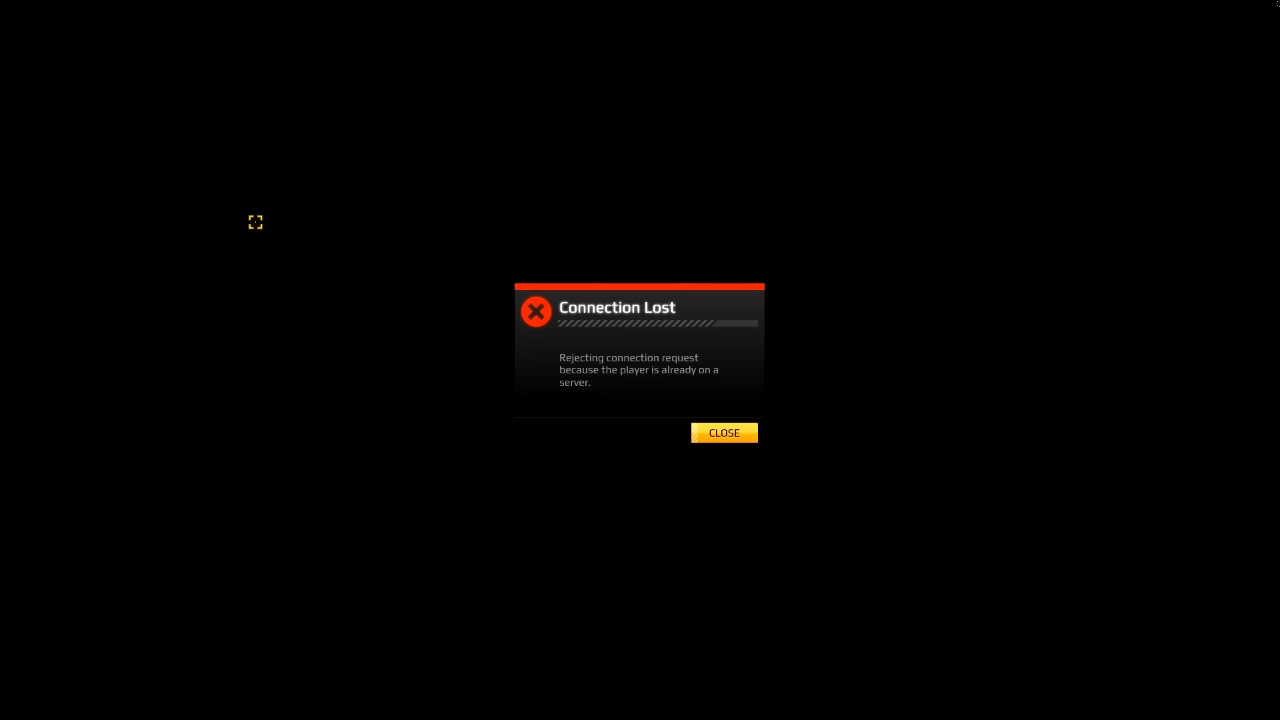 Connection Lost
Rejecting connection request
because the player is already on a
server.
CLOSE